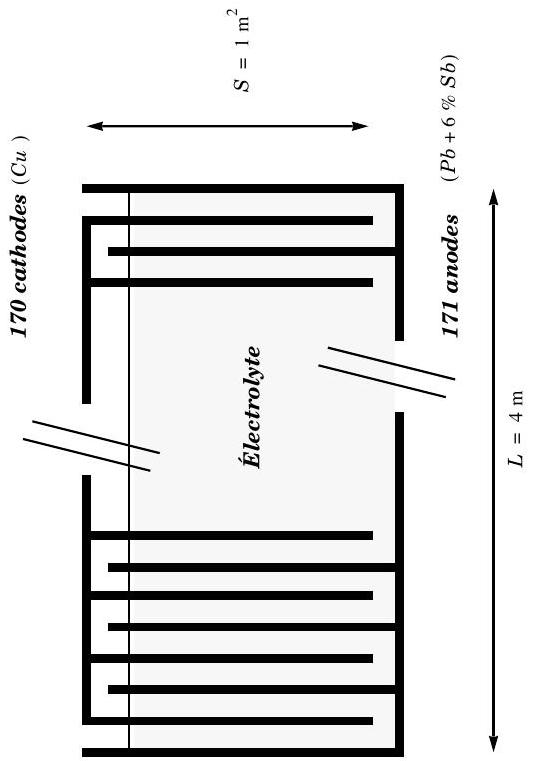 170 cathodes (Cu )
S = 1 m²
Électrolyte
171 anodes (Pb + 6 % Sb)
L = 4 m